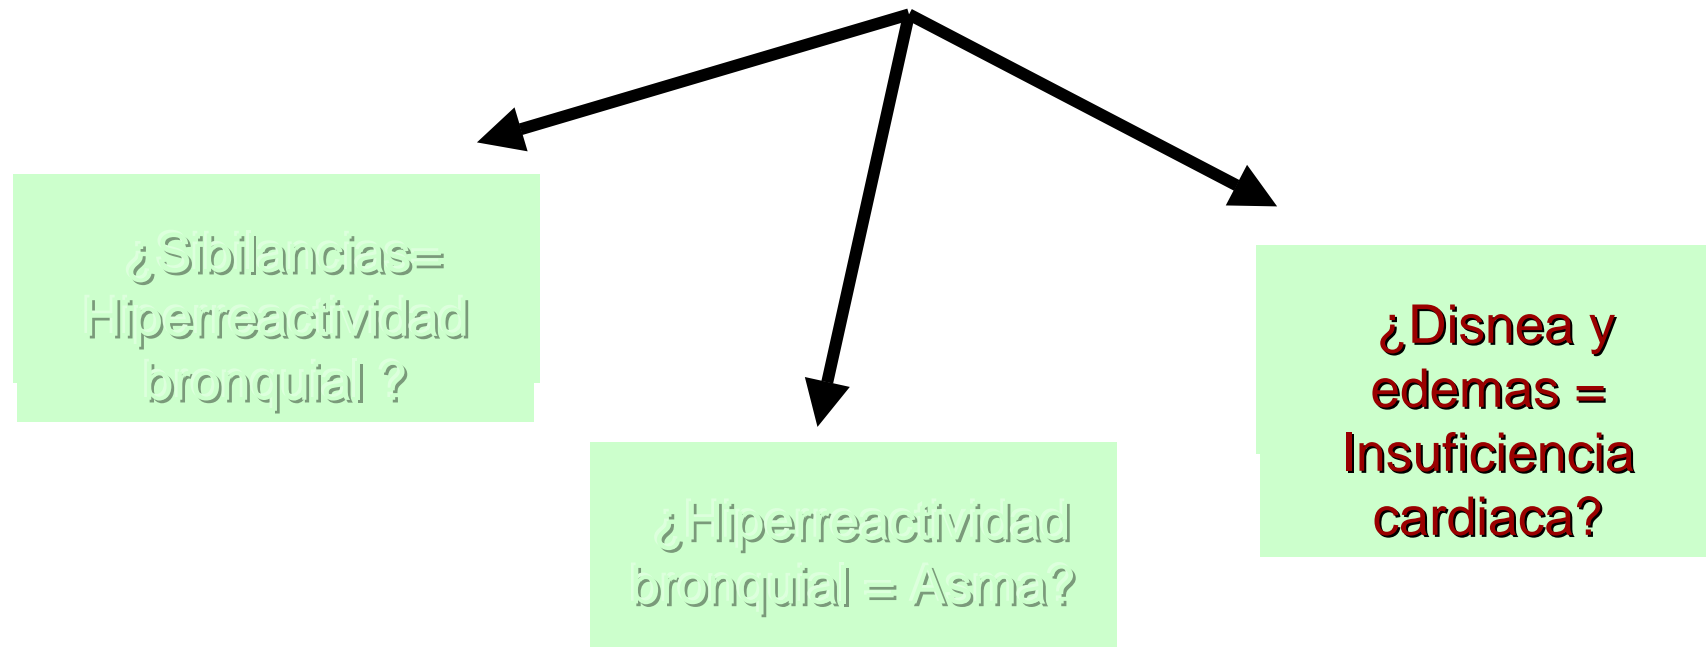 ¿Sibilancias=
Hiperreactividad
bronquial ?
¿Hiperreactividad
bronquial = Asma?
¿Disnea y
edemas =
Insuficiencia
cardiaca?